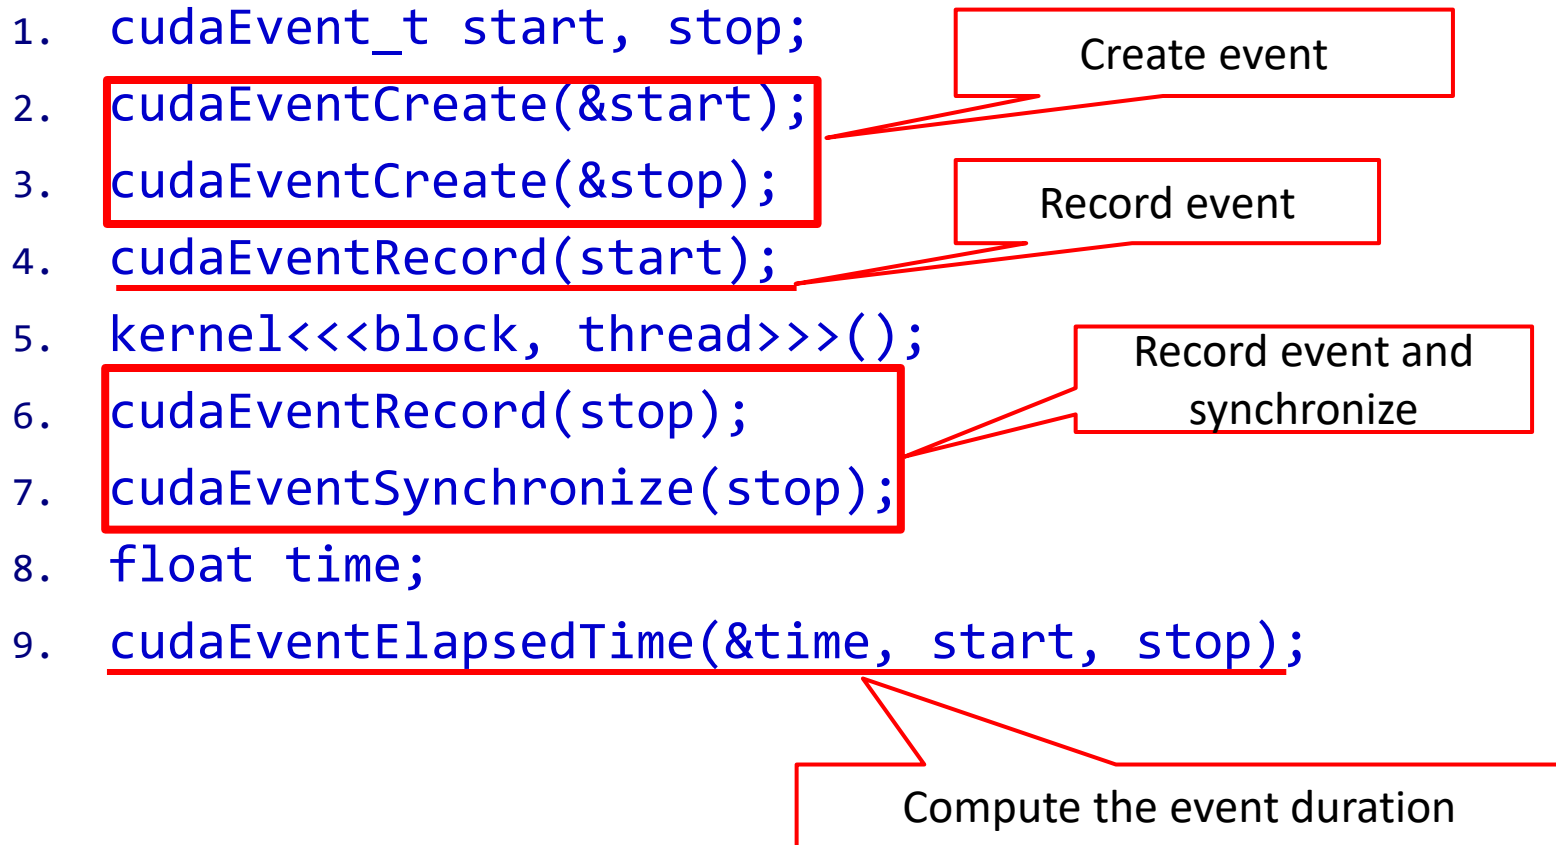 1. cudaEvent_t start, stop;
Create event
2. cudaEventCreate(&start);
3. cudaEventCreate(&stop);
Record event
4. cudaEventRecord(start);
5. kernel<<<block, thread>>>();
Record event and
synchronize
6. cudaEventRecord(stop);
7. cudaEventSynchronize(stop);
8. float time;
9. cudaEventElapsedTime(&time, start, stop);
Compute the event duration